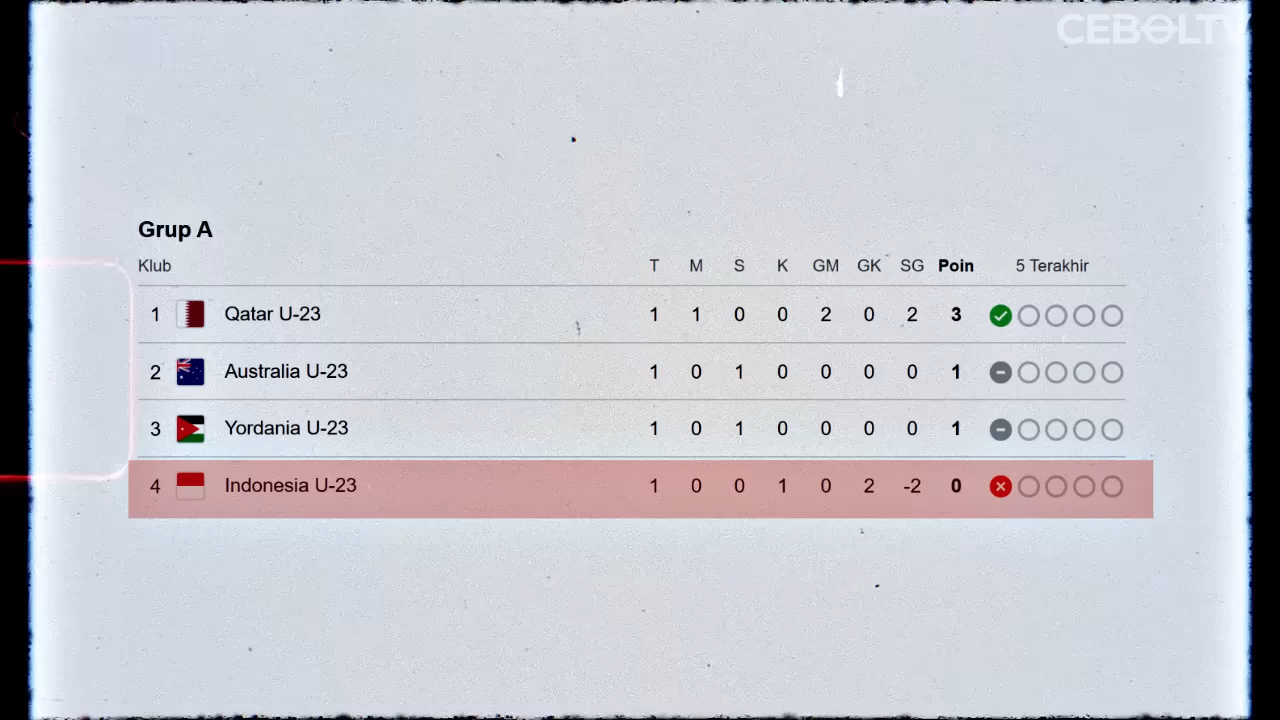 CEBOLTV
Grup A
Klub T M S K GM GK SG Poin 5 Terakhir
1 Qatar U-23 1 1 0 0 2 0 2 3
2 Australia U-23 1 0 1 0 0 0 0 1
3 Yordania U-23 1 0 1 0 0 0 0 1
4 Indonesia U-23 1 0 0 1 0 2 -2 0